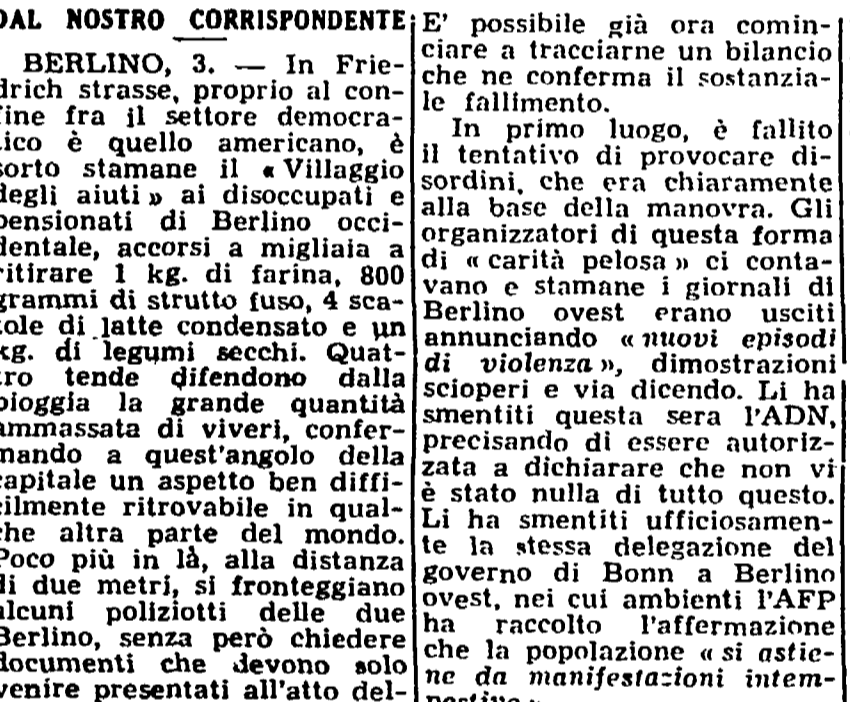 DAL NOSTRO CORRISPONDENTE
BERLINO, 3. — In Frie-
drich strasse, proprio al con-
fine fra il settore democra-
tico è quello americano, è
sorto stamane il « Villaggio
degli aiuti » ai disoccupati e
pensionati di Berlino occi-
dentale, accorsi a migliaia a
ritirare 1 kg. di farina, 800
grammi di strutto fuso, 4 sca-
tole di latte condensato e un
kg. di legumi secchi. Quat-
tro tende difendono dalla
pioggia la grande quantità
ammassata di viveri, confer-
mando a quest'angolo della
capitale un aspetto ben diffi-
cilmente ritrovabile in qual-
che altra parte del mondo.
Poco più in là, alla distanza
di due metri, si fronteggiano
alcuni poliziotti delle due
Berlino, senza però chiedere
documenti che devono solo
venire presentati all'atto del-
E' possibile già ora comin-
ciare a tracciarne un bilancio
che ne conferma il sostanzia-
le fallimento.
In primo luogo, è fallito
il tentativo di provocare di-
sordini, che era chiaramente
alla base della manovra. Gli
organizzatori di questa forma
di « carità pelosa » ci conta-
vano e stamane i giornali di
Berlino ovest erano usciti
annunciando « nuovi episodi
di violenza », dimostrazioni
scioperi e via dicendo. Li ha
smentiti questa sera l'ADN,
precisando di essere autoriz-
zata a dichiarare che non vi
è stato nulla di tutto questo.
Li ha smentiti ufficiosamen-
te la stessa delegazione del
governo di Bonn a Berlino
ovest, nei cui ambienti l'AFP
ha raccolto l'affermazione
che la popolazione « si astie-
ne da manifestazioni intem-